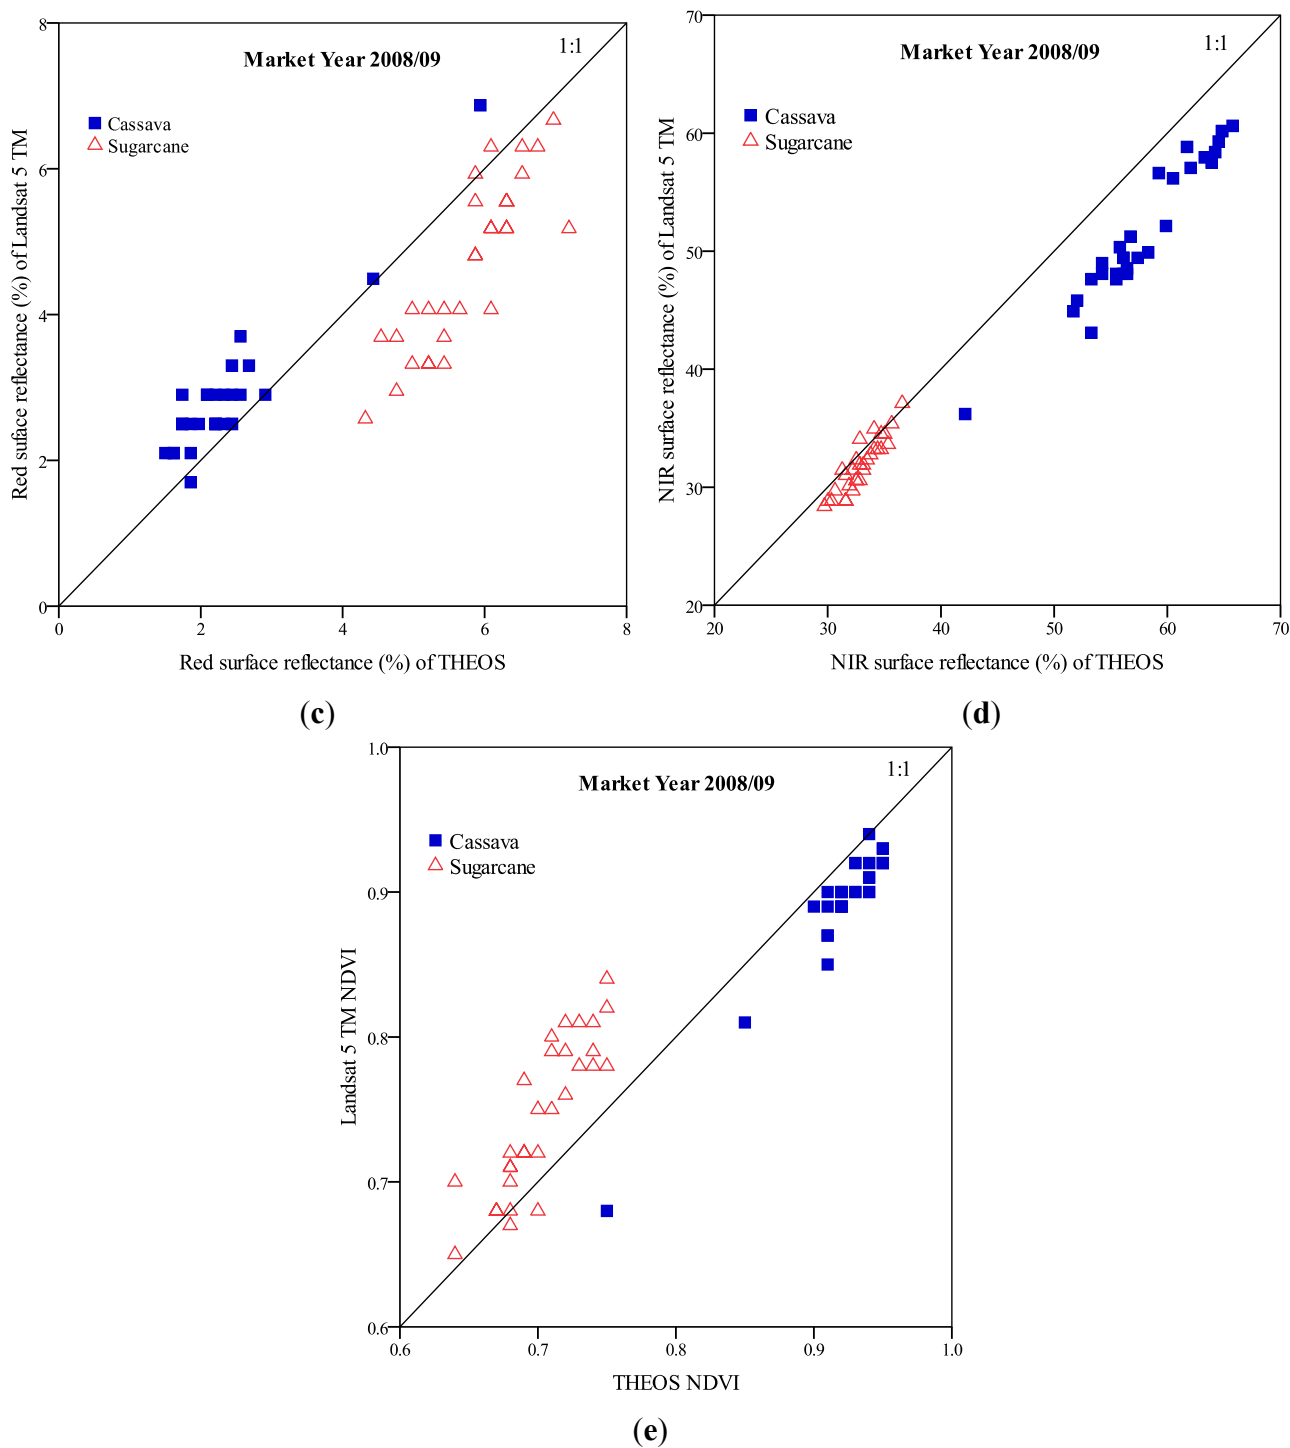 8
1:1
Market Year 2008/09
Cassava
Sugarcane
6
4
2
0
Red surface reflectance (%) of Landsat 5 TM
0 2 4 6 8
Red surface reflectance (%) of THEOS
(c)
70
1:1
Market Year 2008/09
Cassava
Sugarcane
60
50
40
30
20
NIR surface reflectance (%) of Landsat 5 TM
20 30 40 50 60 70
NIR surface reflectance (%) of THEOS
(d)
1.0
1:1
Market Year 2008/09
Cassava
Sugarcane
0.9
0.8
0.7
0.6
Landsat 5 TM NDVI
0.6 0.7 0.8 0.9 1.0
THEOS NDVI
(e)